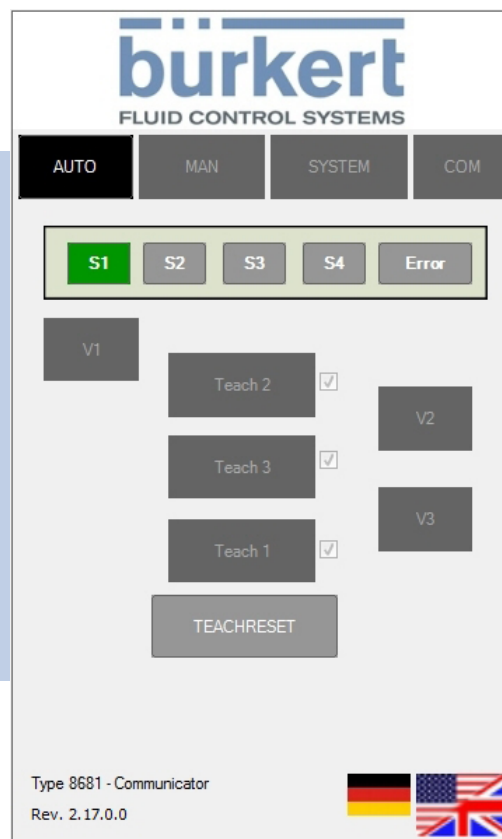 bürkert
FLUID CONTROL SYSTEMS
AUTO MAN SYSTEM COM
S1 S2 S3 S4 Error
V1
Teach 2
V2
Teach 3
V3
Teach 1
TEACHRESET
Type 8681 - Communicator
Rev. 2.17.0.0